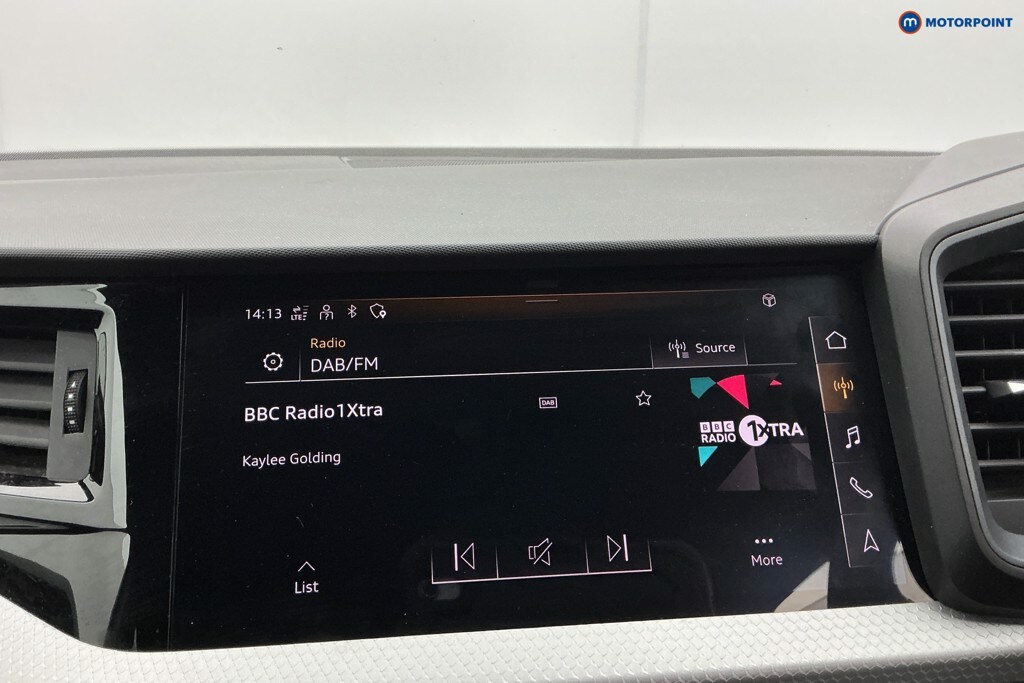 MOTORPOINT
14:13 LTE
Radio
DAB/FM
Source
BBC Radio1Xtra
DAB
BBC
RADIO 1XTRA
Kaylee Golding
List
More